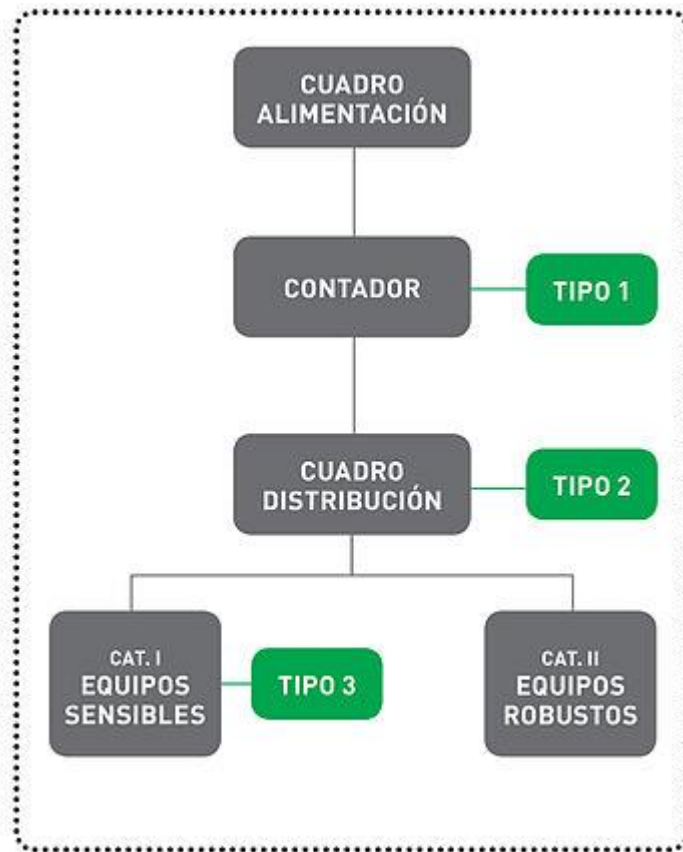 CUADRO
ALIMENTACIÓN
CONTADOR
TIPO 1
CUADRO
DISTRIBUCIÓN
TIPO 2
CAT. I
EQUIPOS
SENSIBLES
TIPO 3
CAT. II
EQUIPOS
ROBUSTOS